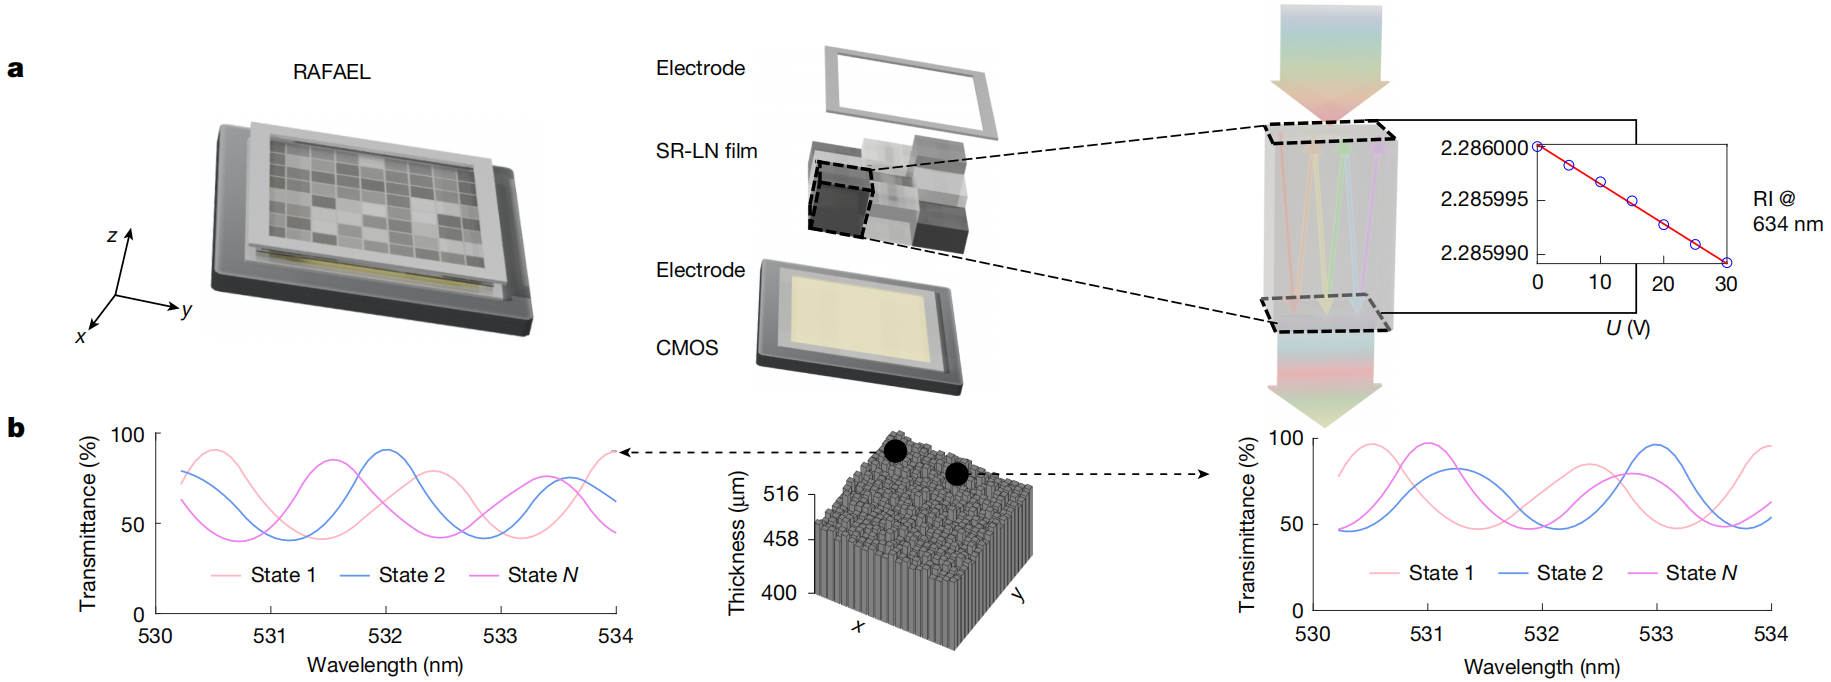 a
RAFAEL
Electrode
SR-LN film
Electrode
CMOS
z
y
x
2.286000
2.285995
2.285990
0 10 20 30
U (V)
RI @
634 nm
b
Transmittance (%)
100
50
0
State 1 State 2 State N
530 531 532 533 534
Wavelength (nm)
Thickness (μm)
516
458
400
x
y
Transimittance (%)
100
50
0
State 1 State 2 State N
530 531 532 533 534
Wavelength (nm)